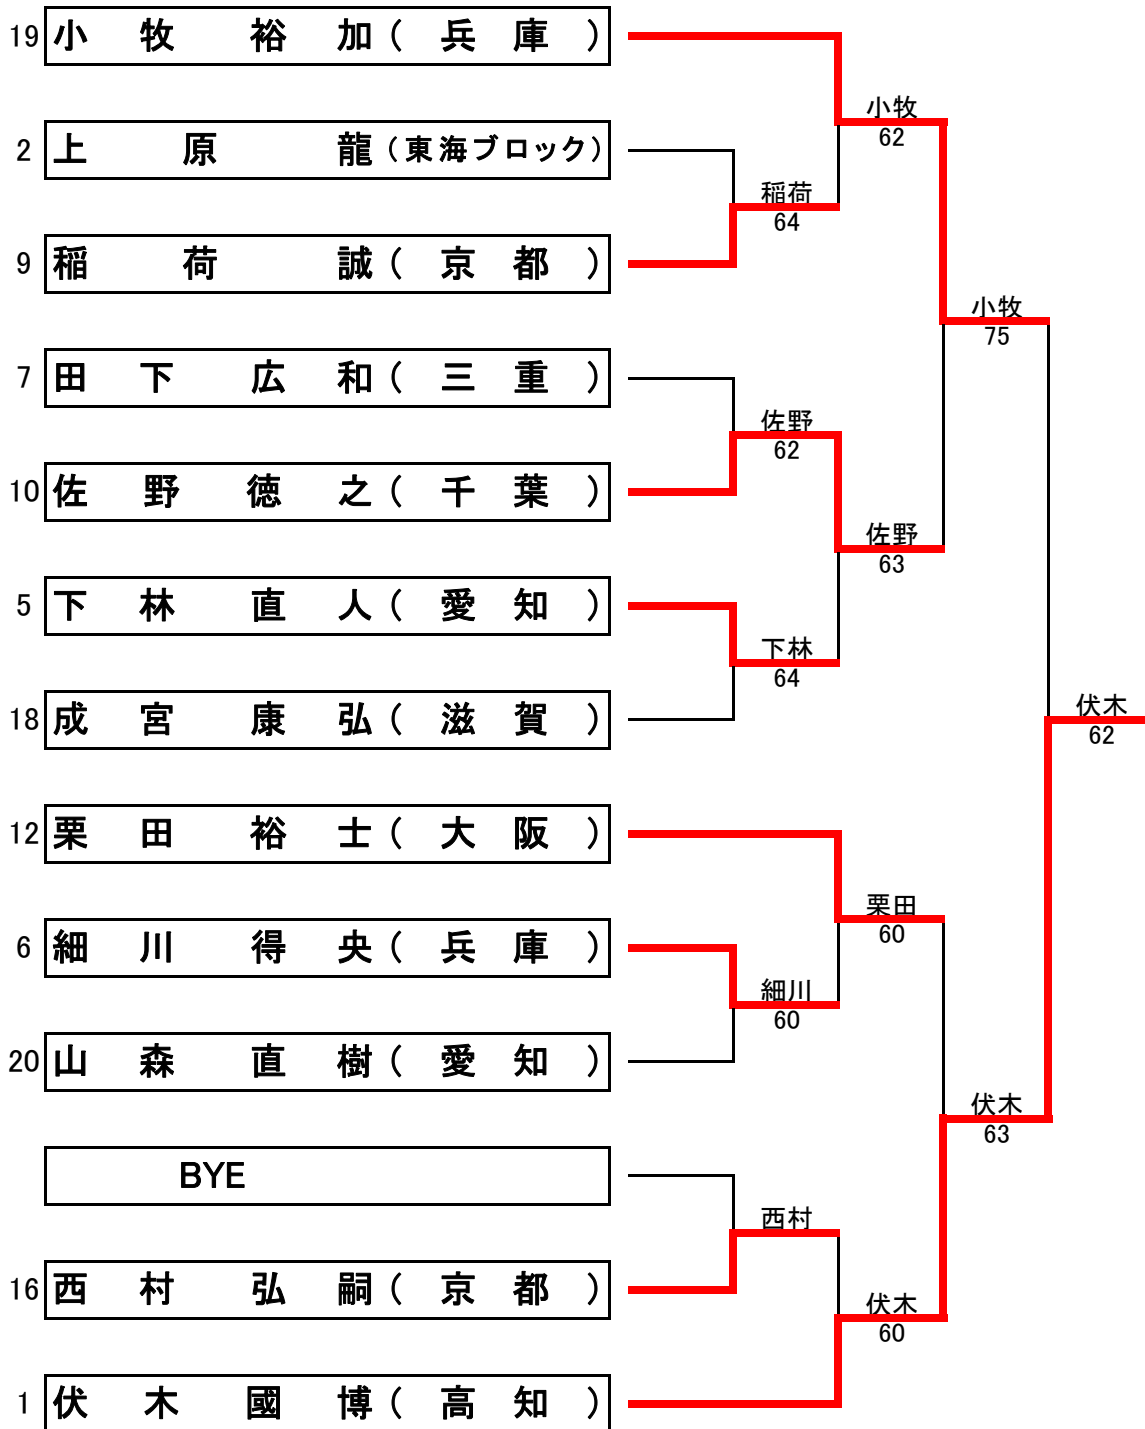 19 小牧裕加(兵庫)
小牧
62
2 上原龍(東海ブロック)
稲荷
64
9 稲荷誠(京都)
小牧
75
7 田下広和(三重)
佐野
62
10 佐野徳之(千葉)
佐野
63
5 下林直人(愛知)
下林
64
18 成宮康弘(滋賀)
伏木
62
12 栗田裕士(大阪)
栗田
60
6 細川得央(兵庫)
細川
60
20 山森直樹(愛知)
伏木
63
BYE
西村
16 西村弘嗣(京都)
伏木
60
1 伏木國博(高知)